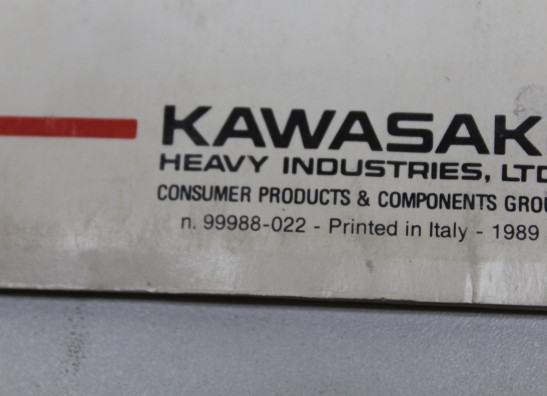 KAWASAK
HEAVY INDUSTRIES, LTD
CONSUMER PRODUCTS & COMPONENTS GROU
n. 99988-022 - Printed in Italy - 1989